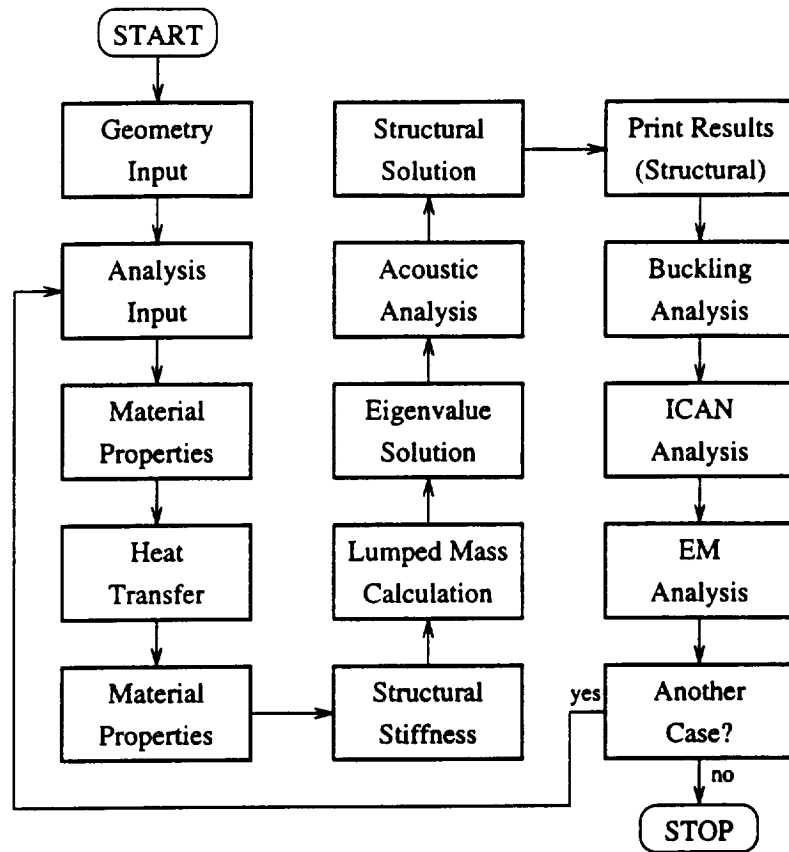 START
Geometry
Input
Analysis
Input
Material
Properties
Heat
Transfer
Material
Properties
Structural
Stiffness
Lumped Mass
Calculation
Eigenvalue
Solution
Acoustic
Analysis
Structural
Solution
Print Results
(Structural)
Buckling
Analysis
ICAN
Analysis
EM
Analysis
Another
Case?
yes
no
STOP